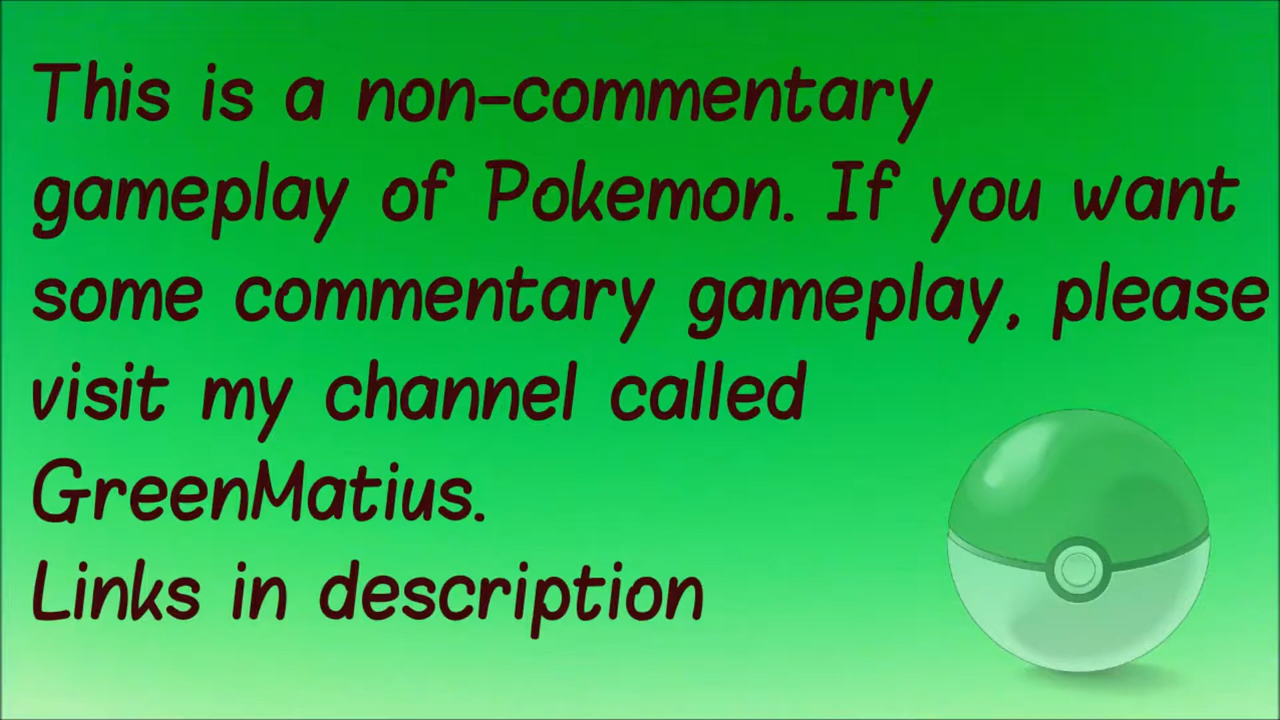 This is a non-commentary
gameplay of Pokemon. If you want
some commentary gameplay, please
visit my channel called
GreenMatius.
Links in description